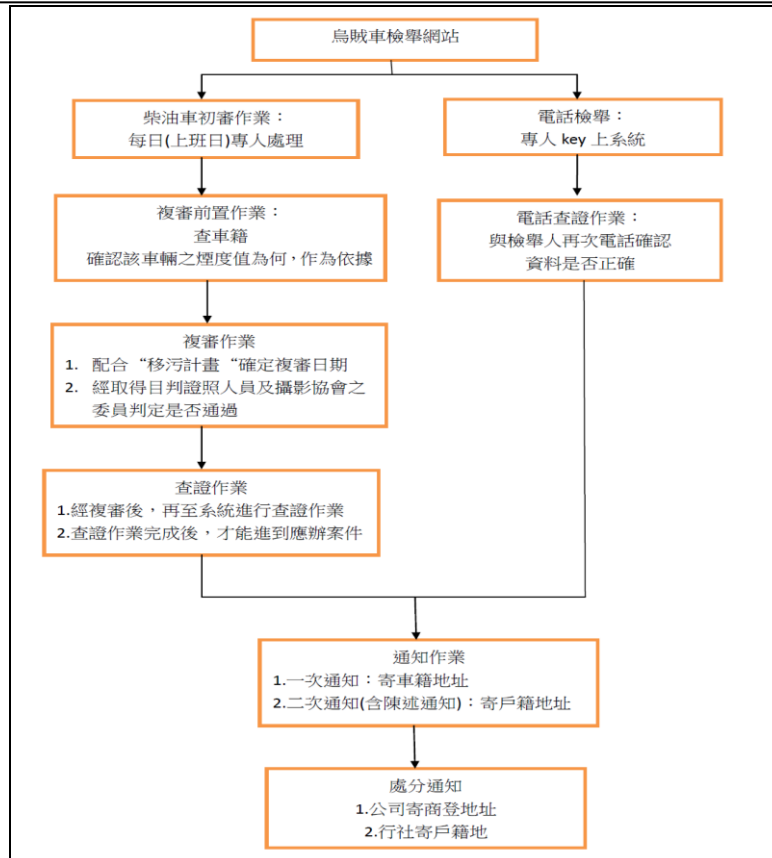 烏賊車檢舉網站
柴油車初審作業：
每日(上班日)專人處理
電話檢舉：
專人 key 上系統
複審前置作業：
查車籍
確認該車輛之煙度值為何，作為依據
電話查證作業：
與檢舉人再次電話確認
資料是否正確
複審作業
1. 配合“移污計畫“確定複審日期
2. 經取得目判證照人員及攝影協會之
委員判定是否通過
查證作業
1.經複審後，再至系統進行查證作業
2.查證作業完成後，才能進到應辦案件
通知作業
1.一次通知：寄車籍地址
2.二次通知(含陳述通知)：寄戶籍地址
處分通知
1.公司寄商登地址
2.行社寄戶籍地